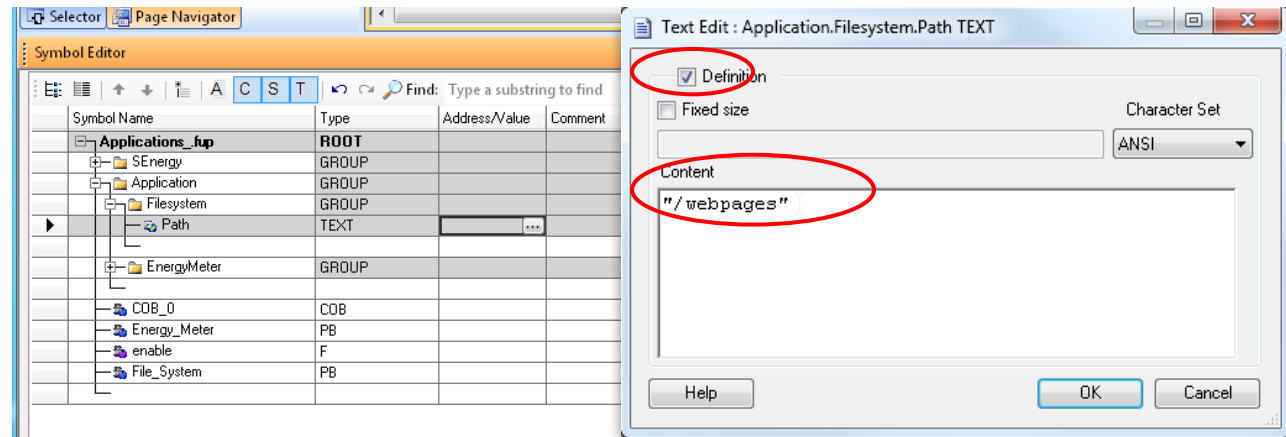 Selector Page Navigator
Symbol Editor
A C S T Find: Type a substring to find
Symbol Name Type Address/Value Comment
Applications_.fup ROOT
SEnergy GROUP
Application GROUP
Filesystem GROUP
Path TEXT ...
EnergyMeter GROUP
COB_0 COB
Energy_Meter PB
enable F
File_System PB
Text Edit : Application.Filesystem.Path TEXT
Definition
Fixed size Character Set
ANSI
Content
"/webpages"
Help OK Cancel